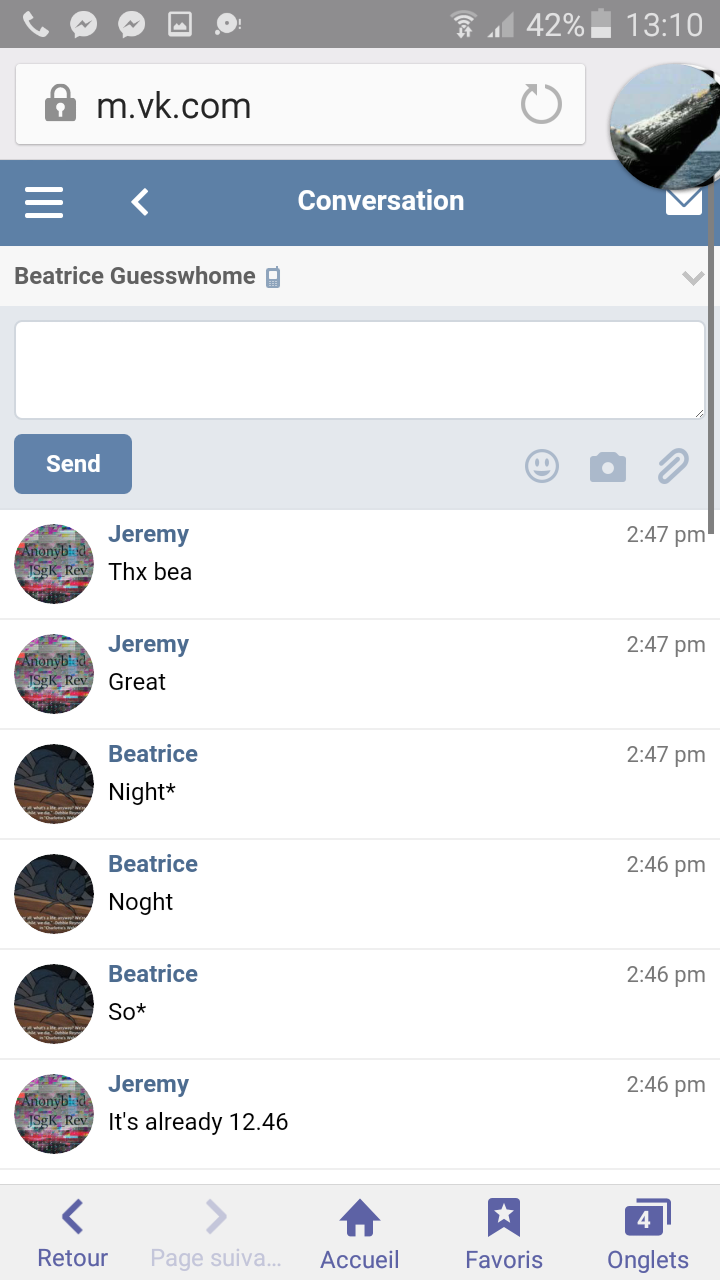 42% 13:10
m.vk.com
Conversation
Beatrice Guesswhome
Send
Jeremy 2:47 pm
Thx bea
Jeremy 2:47 pm
Great
Beatrice 2:47 pm
Night*
Beatrice 2:46 pm
Noght
Beatrice 2:46 pm
So*
Jeremy 2:46 pm
It's already 12.46
4
Retour Page suiva... Accueil Favoris Onglets